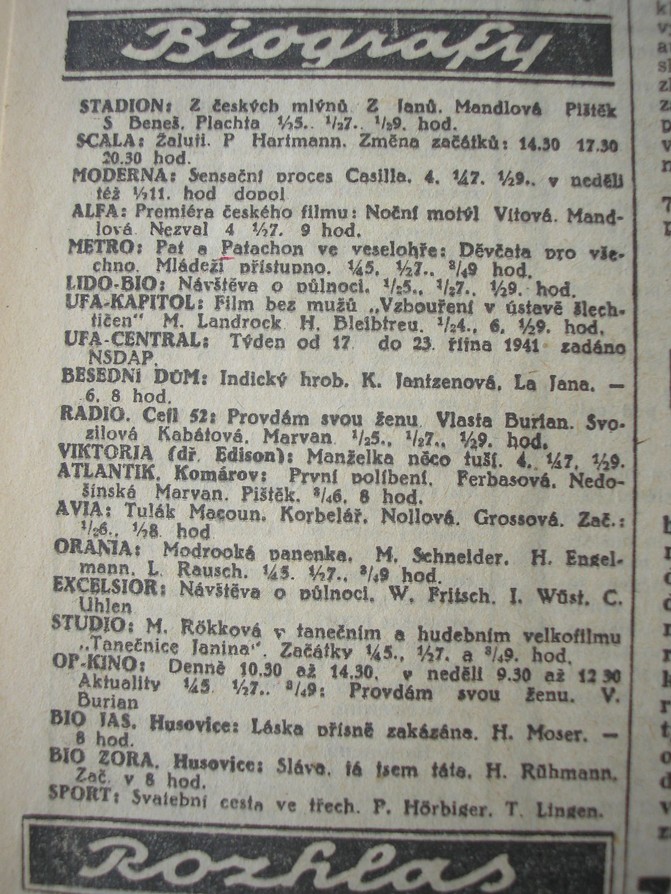 Biografy
STADION: Z českých mlýnů. Z Janů. Mandlová Pištěk
S Beneš. Plachta ½5.. ½7.. ½9. hod.
SCALA: Žaluji. P Hartmann. Změna začátků: 14.30 17.30
20.30 hod.
MODERNA: Sensační proces Casilla. 4. ¼7. ½9.. v neděli
též ½11. hod dopol
ALFA: Premiéra českého filmu: Noční motýl Vítová. Mand-
lová. Nezval 4 ½7. 9 hod.
METRO: Pat a Patachon ve veselohře: Děvčata pro vše-
chno. Mládeži přístupno. ¼5. ½7.. ¾9 hod.
LIDO-BIO: Návštěva o půlnoci. ½5.. ½7.. ½9. hod.
UFA-KAPITOL: Film bez mužů „Vzbouření v ústavě šlech-
tičen" M. Landrock H. Bleibtreu. ½4., 6. ½9. hod.
UFA-CENTRAL: Týden od 17. do 23. října 1941 zadáno
NSDAP.
BESEDNÍ DŮM: Indický hrob. K. Jantzenová. La Jana. —
6. 8 hod.
RADIO. Cejl 52: Provdám svou ženu. Vlasta Burian. Svo-
zilová Kabátová. Marvan. ½5.. ½7.. ½9. hod.
VIKTORIA (dř. Edison): Manželka něco tuší. 4. ¼7. ½9.
ATLANTIK. Komárov: První políbení. Ferbasová. Nedo-
šínská Marvan. Pištěk. ¾6. 8 hod.
AVIA: Tulák Macoun. Korbelář. Nollová. Grossová. Zač.:
½6.. ½8. hod
ORANIA: Modrooká panenka. M. Schneider. H. Engel-
mann. L. Rausch. ¼5. ½7.. ¾9 hod.
EXCELSIOR: Návštěva o půlnoci. W. Fritsch. I. Wüst. C.
Uhlen
STUDIO: M. Rökková v tanečním a hudebním velkofilmu
„Tanečnice Janina". Začátky ¼5., ½7. a ¾9. hod.
OP-KINO: Denně 10.30 až 14.30. v neděli 9.30 až 12 30
Aktuality ¼5 ½7.. ¾9: Provdám svou ženu. V.
Burian
BIO JAS. Husovice: Láska přísně zakázána. H. Moser. —
8 hod.
BIO ZORA. Husovice: Sláva. já jsem táta. H. Rühmann.
Zač. v 8 hod.
SPORT: Svatební cesta ve třech. P. Hörbiger. T. Lingen.
Rozhlas